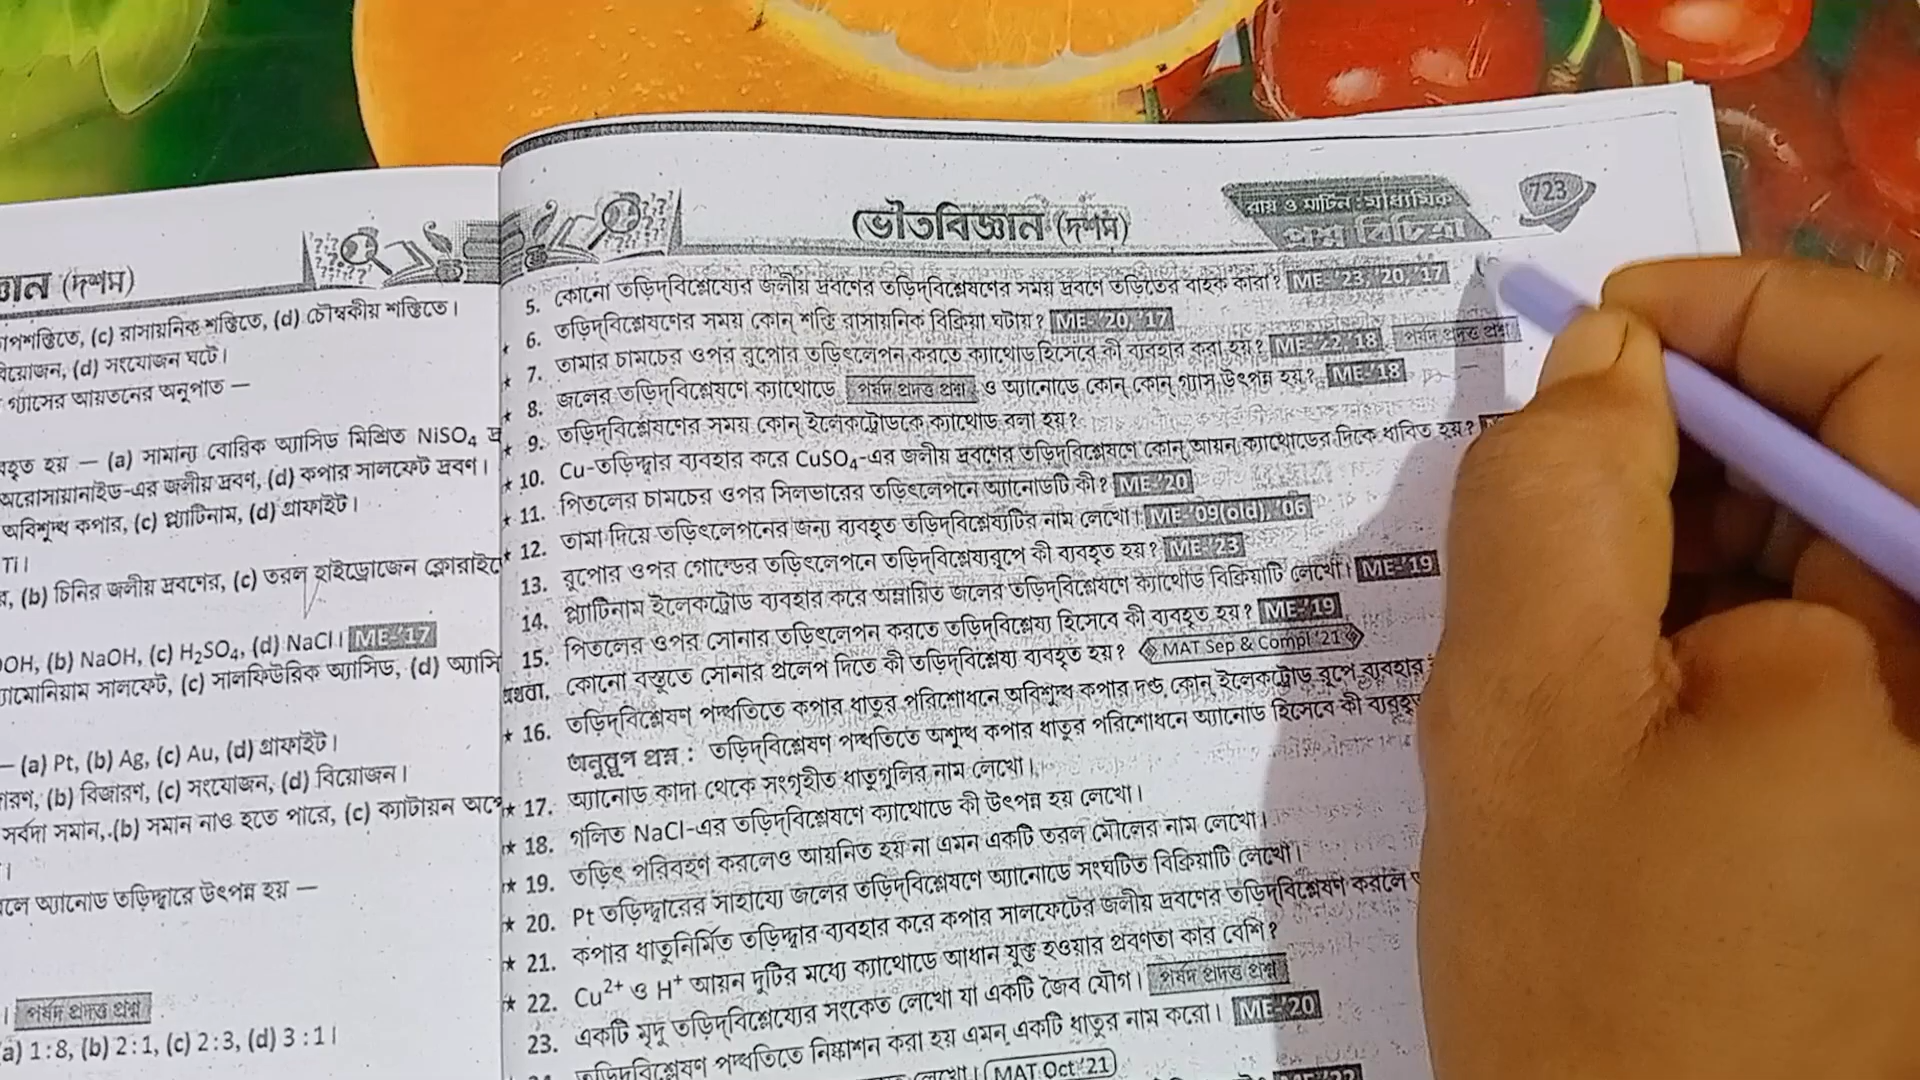 জ্ঞান (দশম)
পশক্তিতে, (c) রাসায়নিক শক্তিতে, (d) চৌম্বকীয় শক্তিতে।
বিয়োজন, (d) সংযোজন ঘটে।
গ্যাসের আয়তনের অনুপাত —
বহৃত হয় — (a) সামান্য বোরিক অ্যাসিড মিশ্রিত NiSO₄ দ্র
অরোসায়ানাইড-এর জলীয় দ্রবণ, (d) কপার সালফেট দ্রবণ।
অবিশুদ্ধ কপার, (c) প্ল্যাটিনাম, (d) গ্রাফাইট।
Ti।
র, (b) চিনির জলীয় দ্রবণের, (c) তরল হাইড্রোজেন ক্লোরাইডে
OH, (b) NaOH, (c) H₂SO₄, (d) NaCl। ME-'17
্যামোনিয়াম সালফেট, (c) সালফিউরিক অ্যাসিড, (d) অ্যাসি
— (a) Pt, (b) Ag, (c) Au, (d) গ্রাফাইট।
ারণ, (b) বিজারণ, (c) সংযোজন, (d) বিয়োজন।
সর্বদা সমান, (b) সমান নাও হতে পারে, (c) ক্যাটায়ন অপে
লে অ্যানোড তড়িদ্দ্বারে উৎপন্ন হয় —
। পর্ষদ প্রদত্ত প্রশ্ন
a) 1:8, (b) 2:1, (c) 2:3, (d) 3:1।
ভৌতবিজ্ঞান (দশম)
রায় ও মার্টিন মাধ্যমিক
প্রশ্ন বিচিত্রা
723
5. কোনো তড়িদ্‌বিশ্লেষ্যের জলীয় দ্রবণের তড়িদ্‌বিশ্লেষণের সময় দ্রবণে তড়িতের বাহক কারা? ME-'23, '20, '17
★ 6. তড়িদ্‌বিশ্লেষণের সময় কোন্ শক্তি রাসায়নিক বিক্রিয়া ঘটায়? ME-'20, '17
★ 7. তামার চামচের ওপর রুপোর তড়িৎলেপন করতে ক্যাথোড হিসেবে কী ব্যবহার করা হয়? ME-'22, '18 পর্ষদ প্রদত্ত প্রশ্ন
★ 8. জলের তড়িদ্‌বিশ্লেষণে ক্যাথোডে পর্ষদ প্রদত্ত প্রশ্ন ও অ্যানোডে কোন্ কোন্ গ্যাস উৎপন্ন হয়? ME-'18
★ 9. তড়িদ্‌বিশ্লেষণের সময় কোন্ ইলেকট্রোডকে ক্যাথোড বলা হয়?
★ 10. Cu-তড়িদ্দ্বার ব্যবহার করে CuSO₄-এর জলীয় দ্রবণের তড়িদ্‌বিশ্লেষণে কোন্ আয়ন ক্যাথোডের দিকে ধাবিত হয়?
★ 11. পিতলের চামচের ওপর সিলভারের তড়িৎলেপনে অ্যানোডটি কী? ME-'20
★ 12. তামা দিয়ে তড়িৎলেপনের জন্য ব্যবহৃত তড়িদ্‌বিশ্লেষ্যটির নাম লেখো। ME-'09(old), '06
13. রুপোর ওপর গোল্ডের তড়িৎলেপনে তড়িদ্‌বিশ্লেষ্যরূপে কী ব্যবহৃত হয়? ME-'23
14. প্ল্যাটিনাম ইলেকট্রোড ব্যবহার করে অম্লায়িত জলের তড়িদ্‌বিশ্লেষণে ক্যাথোড বিক্রিয়াটি লেখো। ME-'19
15. পিতলের ওপর সোনার তড়িৎলেপন করতে তড়িদ্‌বিশ্লেষ্য হিসেবে কী ব্যবহৃত হয়? ME-'19
অথবা, কোনো বস্তুতে সোনার প্রলেপ দিতে কী তড়িদ্‌বিশ্লেষ্য ব্যবহৃত হয়? MAT Sep & Compl '21
★ 16. তড়িদ্‌বিশ্লেষণ পদ্ধতিতে কপার ধাতুর পরিশোধনে অবিশুদ্ধ কপার দণ্ড কোন্ ইলেকট্রোড রূপে ব্যবহার
অনুরূপ প্রশ্ন : তড়িদ্‌বিশ্লেষণ পদ্ধতিতে অশুদ্ধ কপার ধাতুর পরিশোধনে অ্যানোড হিসেবে কী ব্যবহৃত
★ 17. অ্যানোড কাদা থেকে সংগৃহীত ধাতুগুলির নাম লেখো।
★ 18. গলিত NaCl-এর তড়িদ্‌বিশ্লেষণে ক্যাথোডে কী উৎপন্ন হয় লেখো।
★ 19. তড়িৎ পরিবহণ করলেও আয়নিত হয় না এমন একটি তরল মৌলের নাম লেখো।
★ 20. Pt তড়িদ্দ্বারের সাহায্যে জলের তড়িদ্‌বিশ্লেষণে অ্যানোডে সংঘটিত বিক্রিয়াটি লেখো।
★ 21. কপার ধাতুনির্মিত তড়িদ্দ্বার ব্যবহার করে কপার সালফেটের জলীয় দ্রবণের তড়িদ্‌বিশ্লেষণ করলে
★ 22. Cu²⁺ ও H⁺ আয়ন দুটির মধ্যে ক্যাথোডে আধান যুক্ত হওয়ার প্রবণতা কার বেশি?
23. একটি মৃদু তড়িদ্‌বিশ্লেষ্যের সংকেত লেখো যা একটি জৈব যৌগ। পর্ষদ প্রদত্ত প্রশ্ন
তড়িদ্‌বিশ্লেষণ পদ্ধতিতে নিষ্কাশন করা হয় এমন একটি ধাতুর নাম করো। ME-'20
লেখো। MAT Oct '21